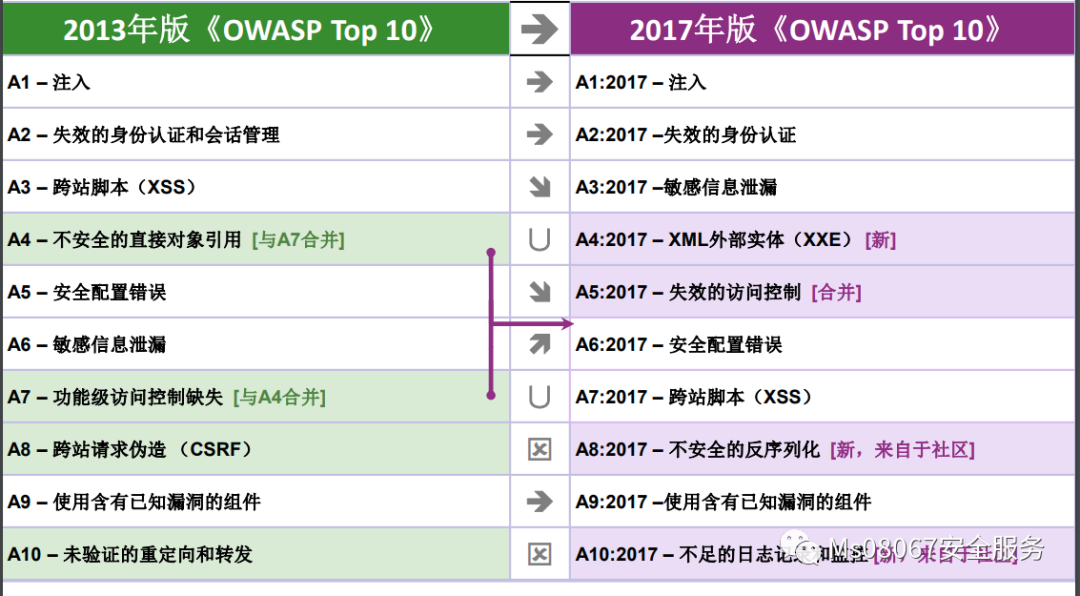 2013年版《OWASP Top 10》
2017年版《OWASP Top 10》
A1 – 注入
A1:2017 – 注入
A2 – 失效的身份认证和会话管理
A2:2017 –失效的身份认证
A3 – 跨站脚本（XSS）
A3:2017 –敏感信息泄漏
A4 – 不安全的直接对象引用 [与A7合并]
A4:2017 – XML外部实体（XXE）[新]
A5 – 安全配置错误
A5:2017 – 失效的访问控制 [合并]
A6 – 敏感信息泄漏
A6:2017 – 安全配置错误
A7 – 功能级访问控制缺失 [与A4合并]
A7:2017 – 跨站脚本（XSS）
A8 – 跨站请求伪造 （CSRF）
A8:2017 – 不安全的反序列化 [新，来自于社区]
A9 – 使用含有已知漏洞的组件
A9:2017 –使用含有已知漏洞的组件
A10 – 未验证的重定向和转发
A10:2017 – 不足的日志记录和监控 [新，来自于社区]
Ms08067安全服务